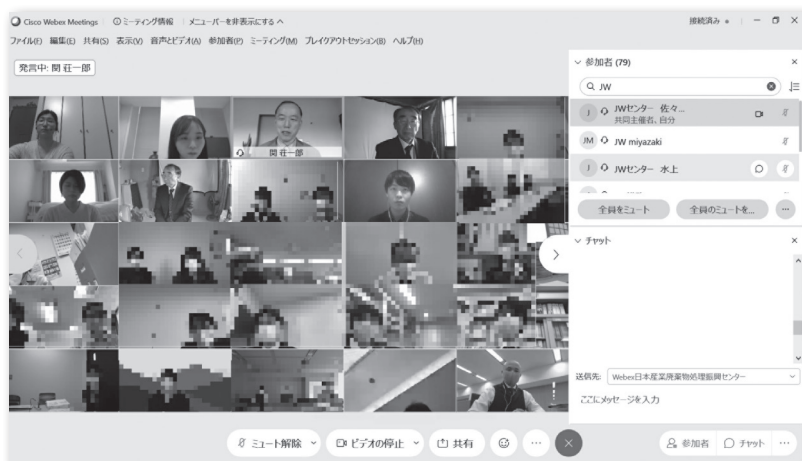 Cisco Webex Meetings ミーティング情報 メニューバーを非表示にする 接続済み
ファイル(F) 編集(E) 共有(S) 表示(V) 音声とビデオ(A) 参加者(P) ミーティング(M) ブレイクアウトセッション(B) ヘルプ(H)
発言中: 関 荘一郎
関 荘一郎
参加者 (79)
JW
J JWセンター 佐々...
共同主催者、自分
JM JW miyazaki
J JWセンター 水上
全員をミュート 全員のミュートを... ...
チャット
送信先: Webex日本産業廃棄物処理振興センター
ここにメッセージを入力
ミュート解除 ビデオの停止 共有 ... 参加者 チャット ...